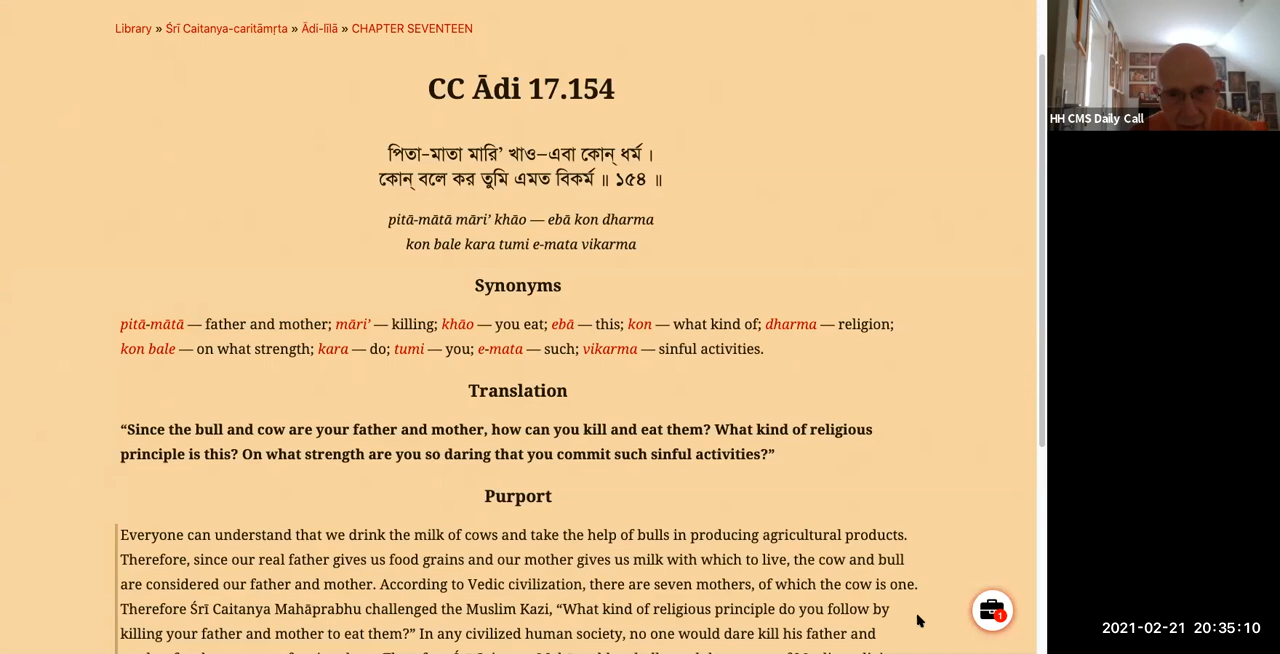 Library » Śrī Caitanya-caritāmṛta » Ādi-līlā » CHAPTER SEVENTEEN
CC Ādi 17.154
পিতা-মাতা মারি’ খাও—এবা কোন্ ধর্ম ।
কোন্ বলে কর তুমি এমত বিকর্ম ॥ ১৫৪ ॥
pitā-mātā māri’ khāo — ebā kon dharma
kon bale kara tumi e-mata vikarma
Synonyms
pitā-mātā — father and mother; māri’ — killing; khāo — you eat; ebā — this; kon — what kind of; dharma — religion;
kon bale — on what strength; kara — do; tumi — you; e-mata — such; vikarma — sinful activities.
Translation
“Since the bull and cow are your father and mother, how can you kill and eat them? What kind of religious
principle is this? On what strength are you so daring that you commit such sinful activities?”
Purport
Everyone can understand that we drink the milk of cows and take the help of bulls in producing agricultural products.
Therefore, since our real father gives us food grains and our mother gives us milk with which to live, the cow and bull
are considered our father and mother. According to Vedic civilization, there are seven mothers, of which the cow is one.
Therefore Śrī Caitanya Mahāprabhu challenged the Muslim Kazi, “What kind of religious principle do you follow by
killing your father and mother to eat them?” In any civilized human society, no one would dare kill his father and
1
HH CMS Daily Call
2021-02-21 20:35:10